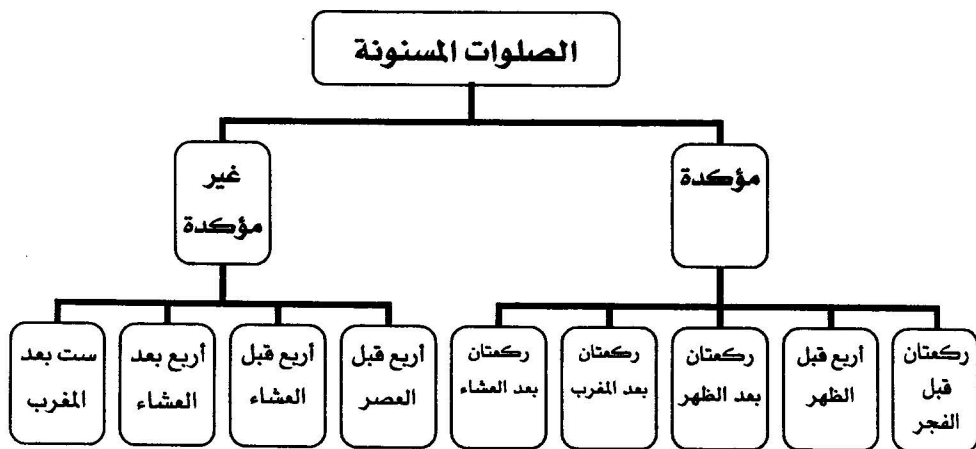 الصلوات المسنونة
مؤكدة
غير
مؤكدة
ركعتان
قبل
الفجر
أربع قبل
الظهر
ركعتان
بعد الظهر
ركعتان
بعد المغرب
ركعتان
بعد العشاء
أربع قبل
العصر
أربع قبل
العشاء
أربع بعد
العشاء
ست بعد
المغرب